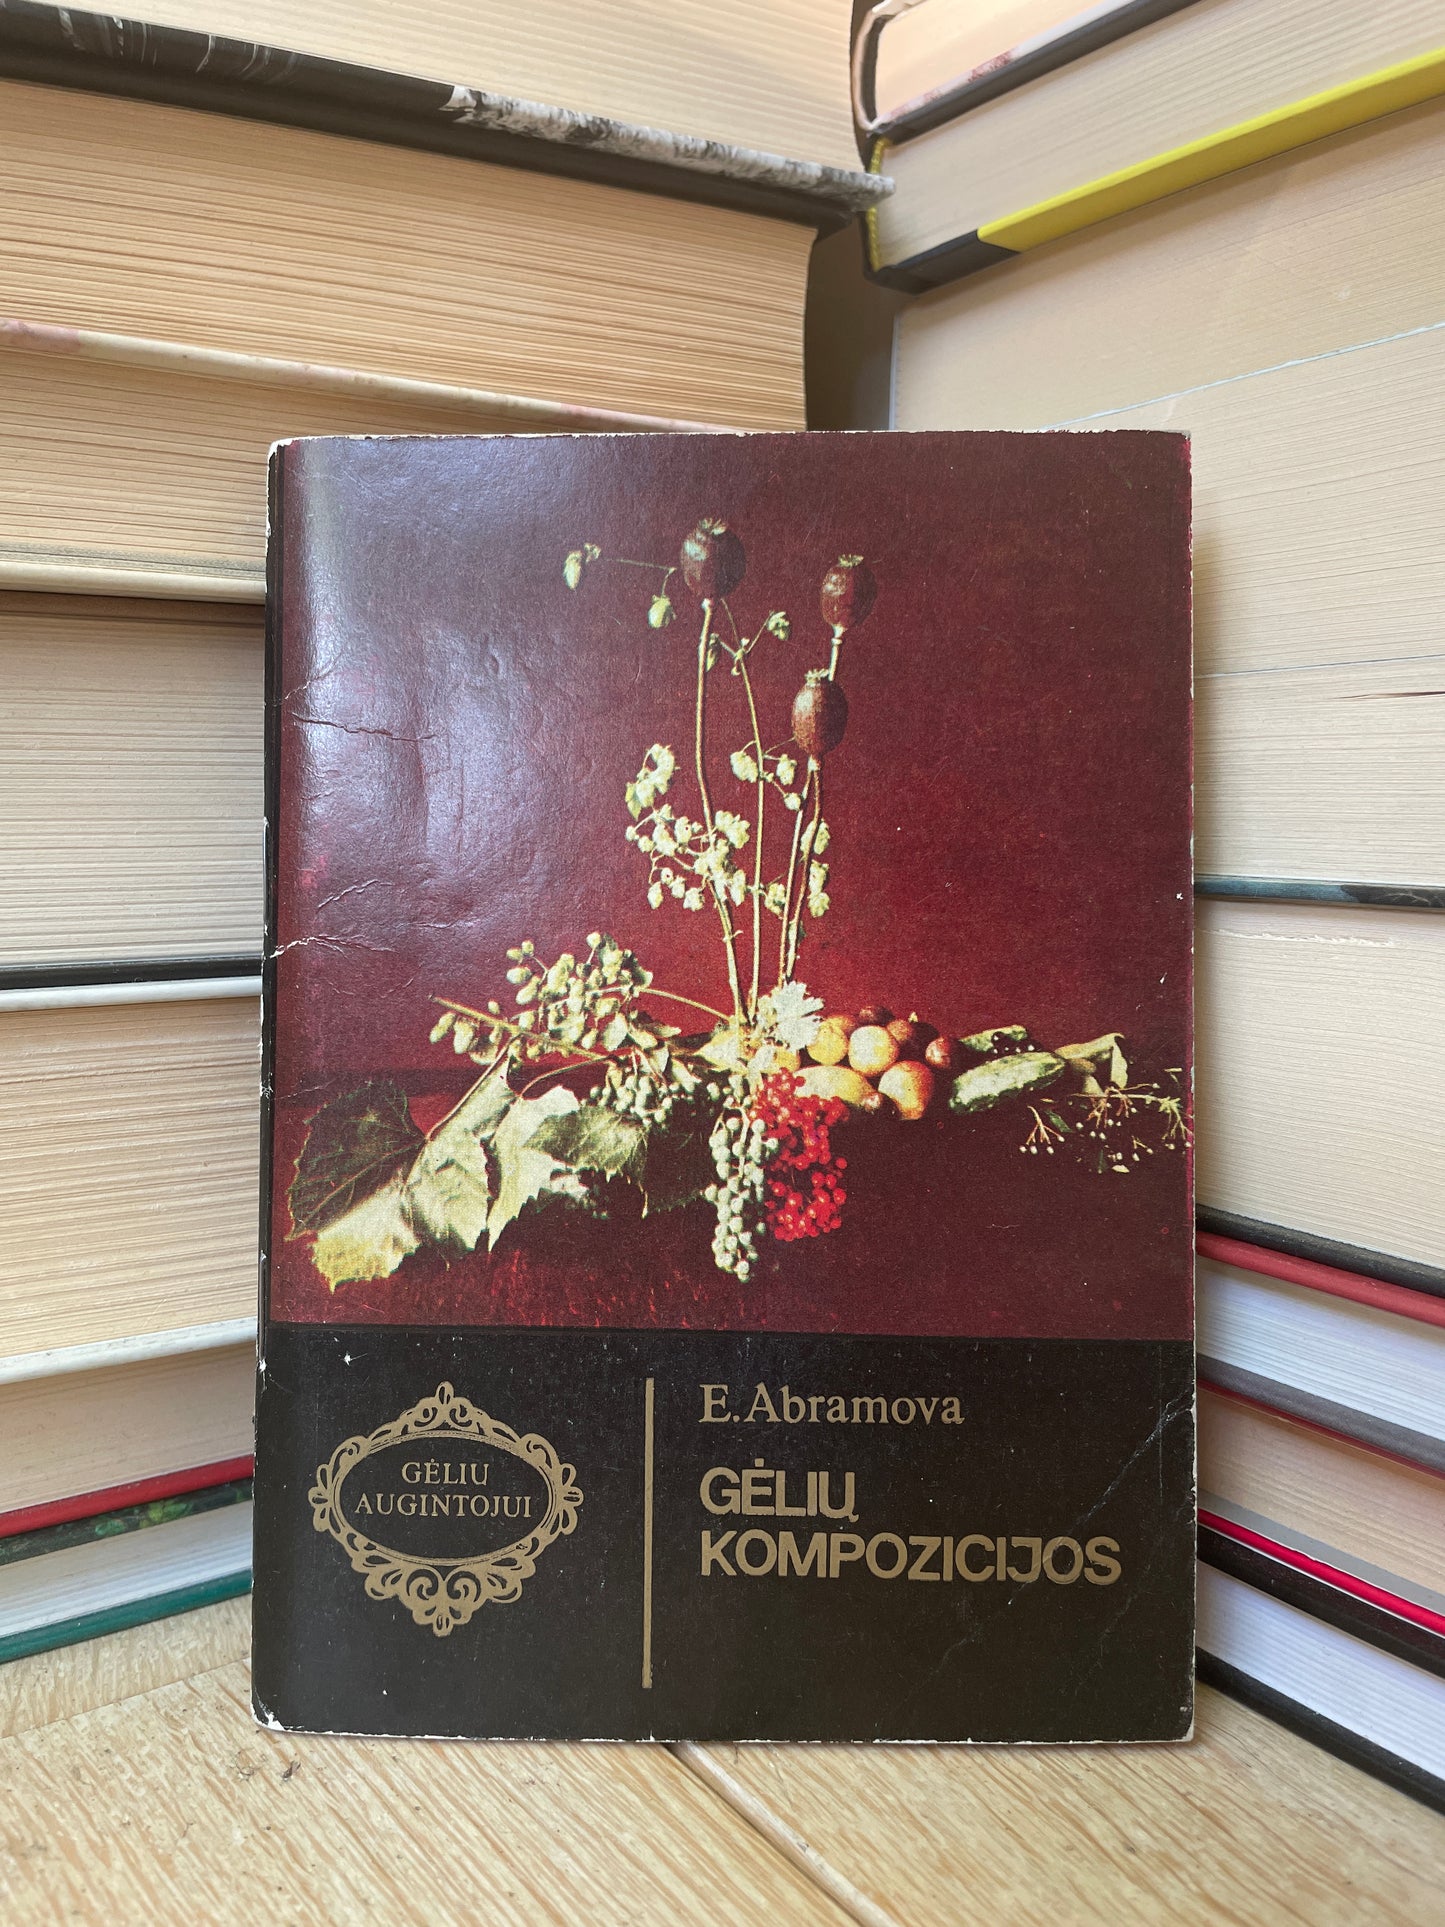 E.Abramova
GĖLIŲ
KOMPOZICIJOS
GĖLIU
AUGINTOJUI